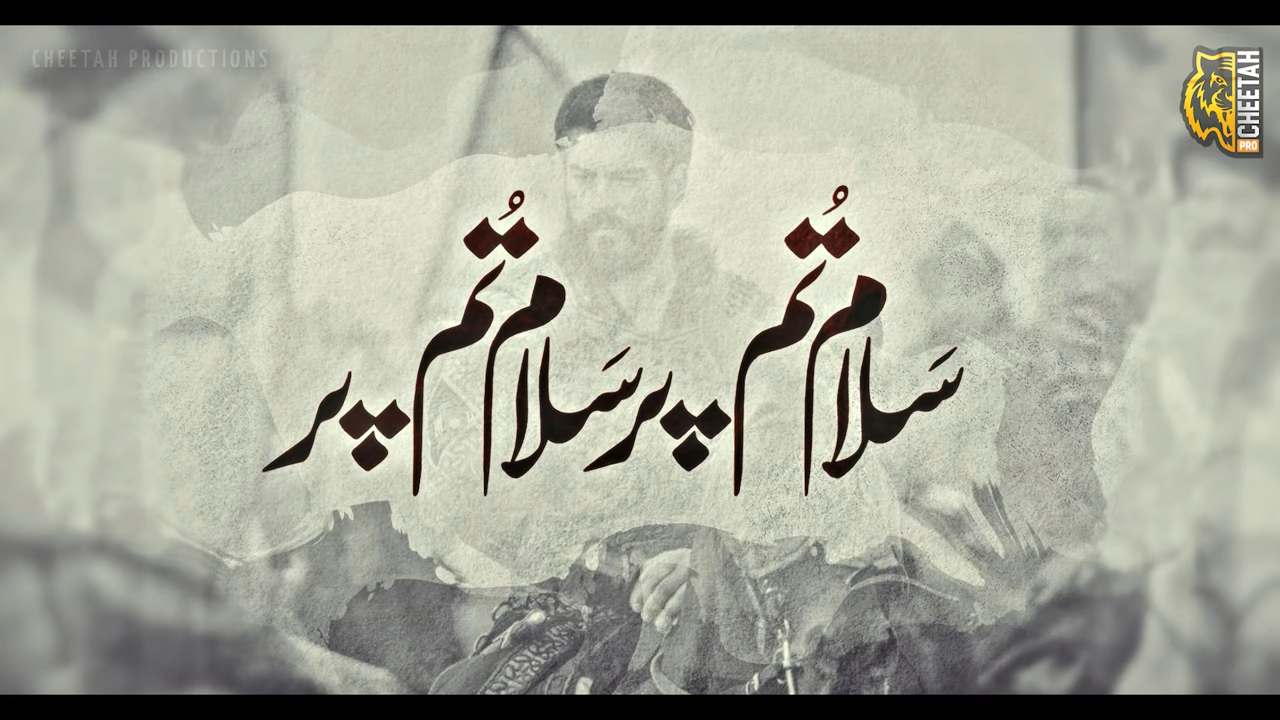 CHEETAH PRODUCTIONS
CHEETAH PRO
سَلام تُم پر سَلام تُم پر